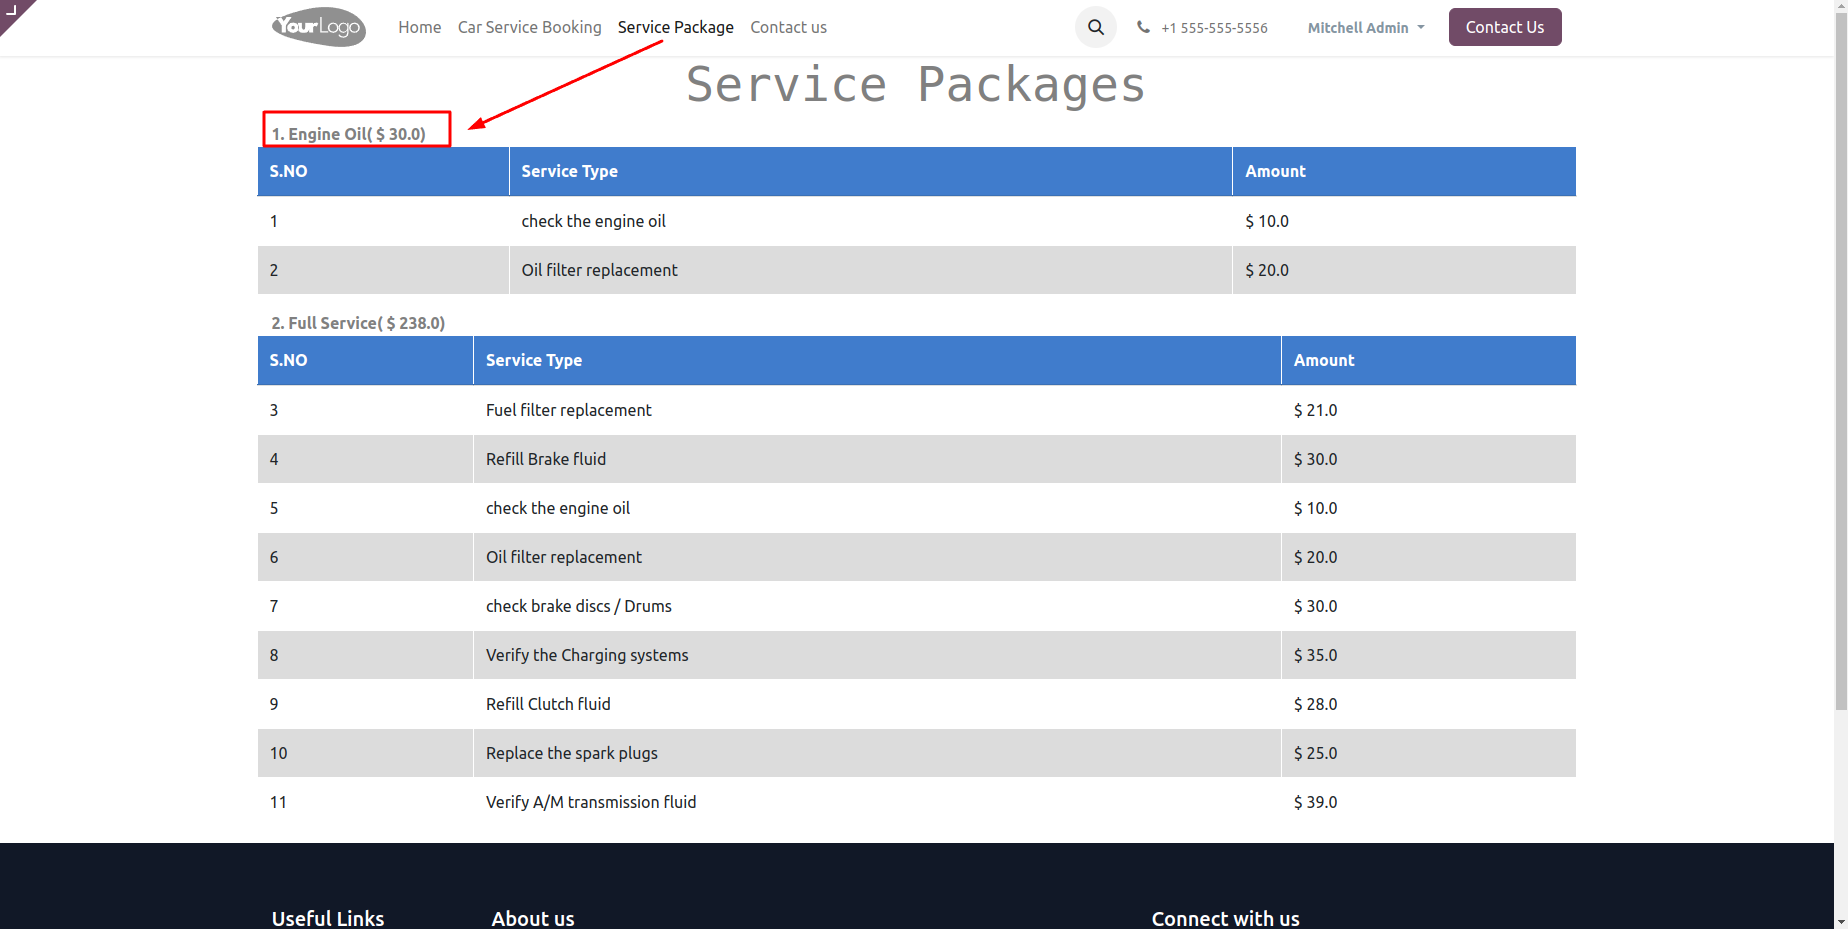 YourLogo Home Car Service Booking Service Package Contact us +1 555-555-5556 Mitchell Admin Contact Us
Service Packages
1. Engine Oil( $ 30.0)
S.NO Service Type Amount
1 check the engine oil $ 10.0
2 Oil filter replacement $ 20.0
2. Full Service( $ 238.0)
S.NO Service Type Amount
3 Fuel filter replacement $ 21.0
4 Refill Brake fluid $ 30.0
5 check the engine oil $ 10.0
6 Oil filter replacement $ 20.0
7 check brake discs / Drums $ 30.0
8 Verify the Charging systems $ 35.0
9 Refill Clutch fluid $ 28.0
10 Replace the spark plugs $ 25.0
11 Verify A/M transmission fluid $ 39.0
Useful Links About us Connect with us